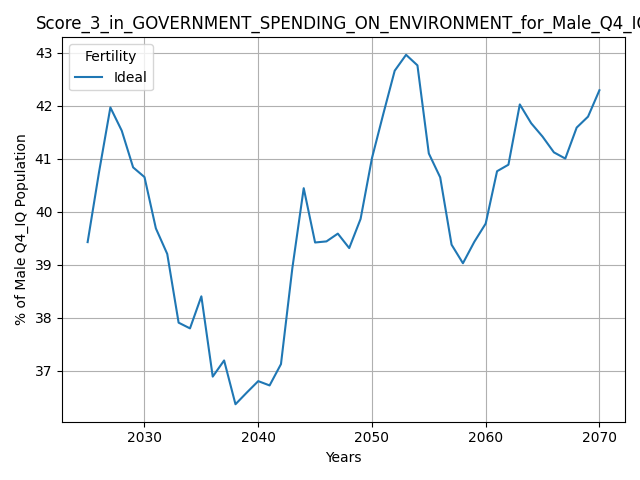 Score_3_in_GOVERNMENT_SPENDING_ON_ENVIRONMENT_for_Male_Q4_IQ
Fertility
Ideal
43
42
41
40
39
38
37
% of Male Q4_IQ Population
2030 2040 2050 2060 2070
Years